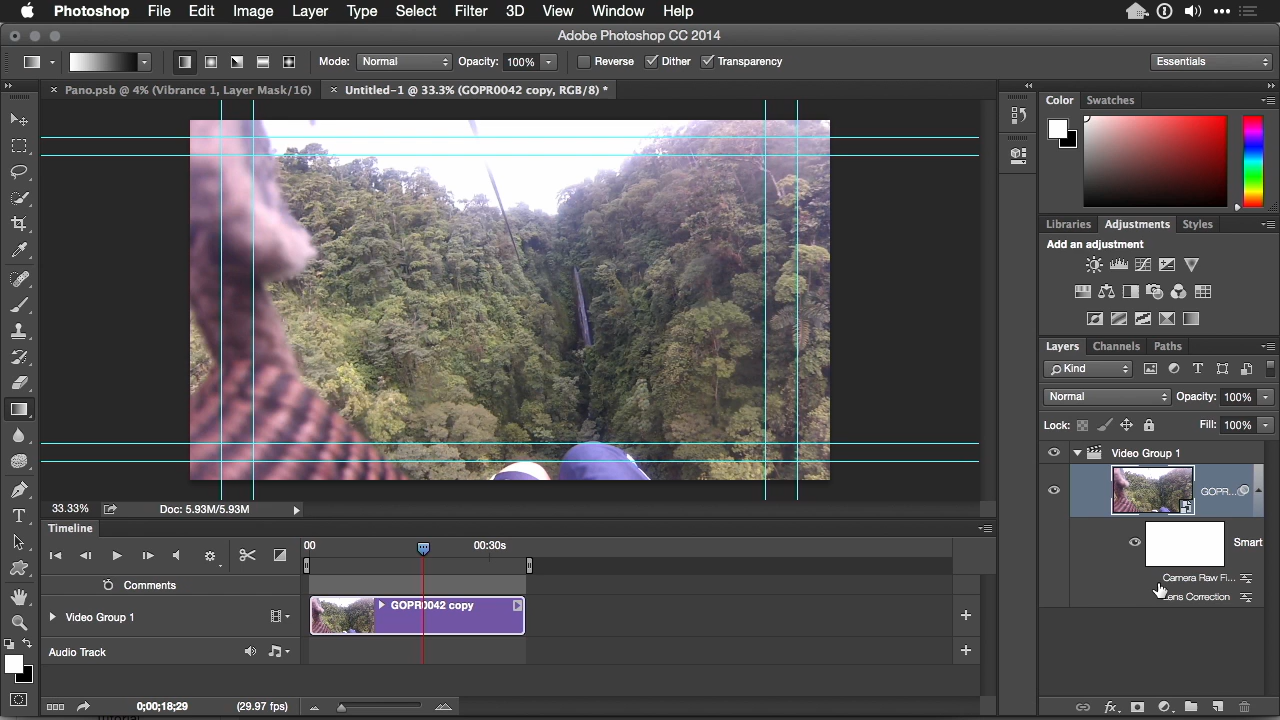 Photoshop File Edit Image Layer Type Select Filter 3D View Window Help
Adobe Photoshop CC 2014
Mode: Normal Opacity: 100% Reverse Dither Transparency Essentials
Pano.psb @ 4% (Vibrance 1, Layer Mask/16) Untitled-1 @ 33.3% (GOPR0042 copy, RGB/8) *
Color Swatches
Libraries Adjustments Styles
Add an adjustment
Layers Channels Paths
Kind
Normal Opacity: 100%
Lock: Fill: 100%
Video Group 1
GOPR...
Smart
Camera Raw Fi...
Lens Correction
33.33% Doc: 5.93M/5.93M
Timeline
00 00:30s
Comments
Video Group 1 GOPR0042 copy
Audio Track
0;00;18;29 (29.97 fps)